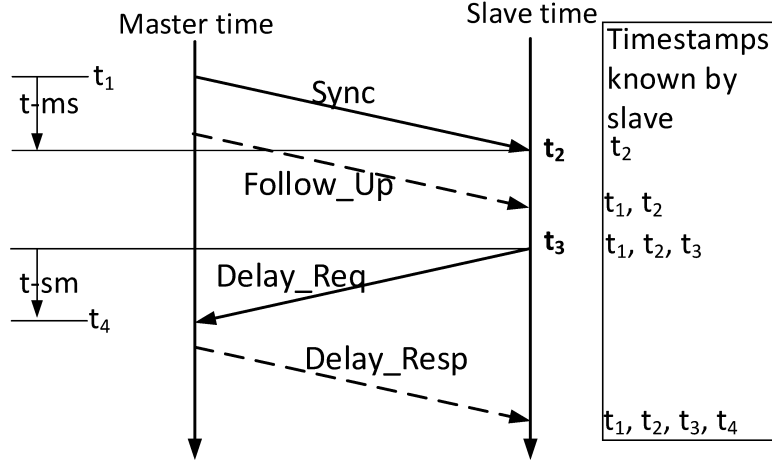 Master time
Slave time
Timestamps
known by
slave
t₁
t-ms
Sync
t₂
t₂
Follow_Up
t₁, t₂
t₃
t₁, t₂, t₃
t-sm
Delay_Req
t₄
Delay_Resp
t₁, t₂, t₃, t₄